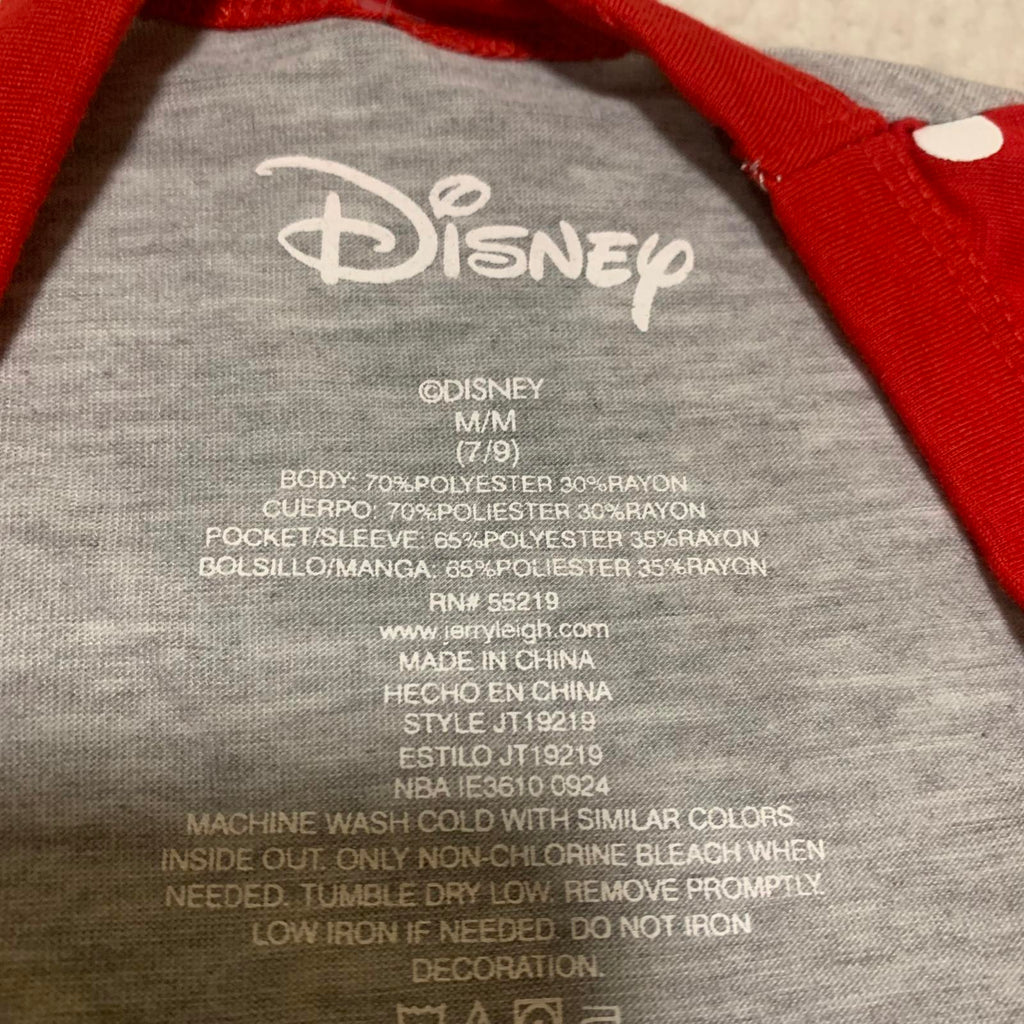 Disney
©DISNEY
M/M
(7/9)
BODY: 70%POLYESTER 30%RAYON
CUERPO: 70%POLIESTER 30%RAYON
POCKET/SLEEVE: 65%POLYESTER 35%RAYON
BOLSILLO/MANGA: 65%POLIESTER 35%RAYON
RN# 55219
www.jerryleigh.com
MADE IN CHINA
HECHO EN CHINA
STYLE JT19219
ESTILO JT19219
NBA IE3610 0924
MACHINE WASH COLD WITH SIMILAR COLORS.
INSIDE OUT. ONLY NON-CHLORINE BLEACH WHEN
NEEDED. TUMBLE DRY LOW. REMOVE PROMPTLY.
LOW IRON IF NEEDED. DO NOT IRON
DECORATION.